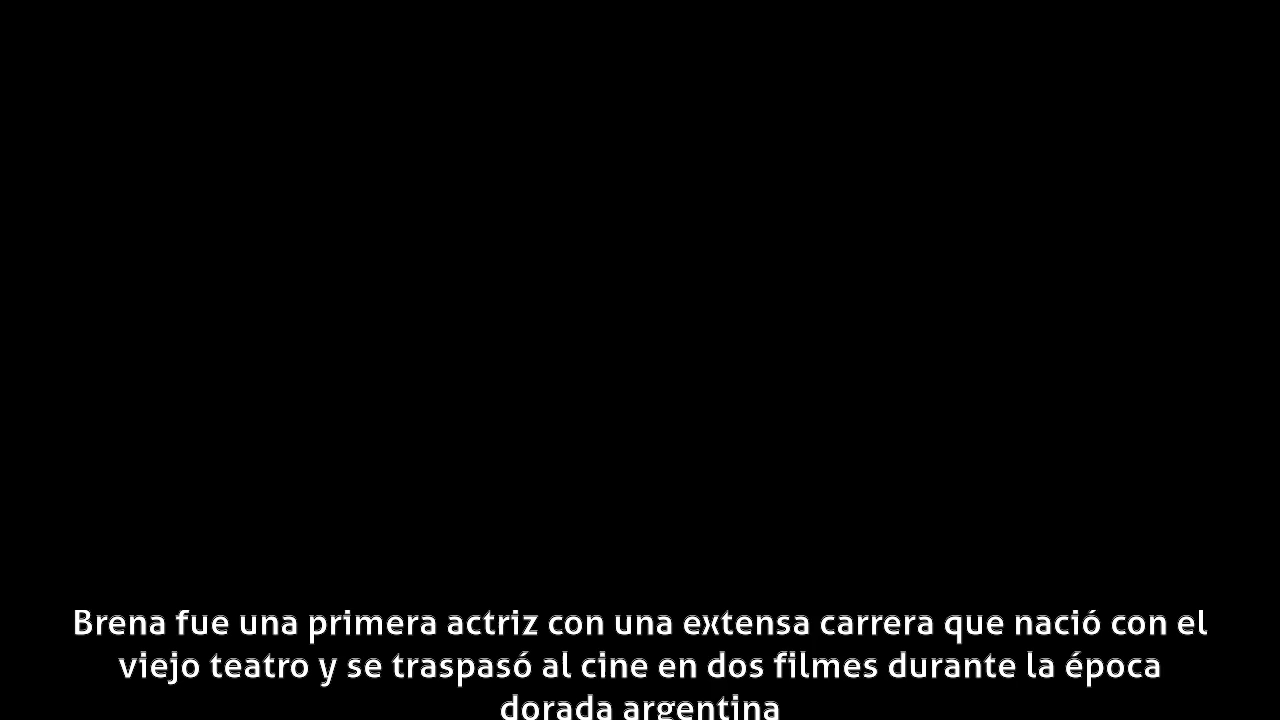 Brena fue una primera actriz con una extensa carrera que nació con el
viejo teatro y se traspasó al cine en dos filmes durante la época
dorada argentina